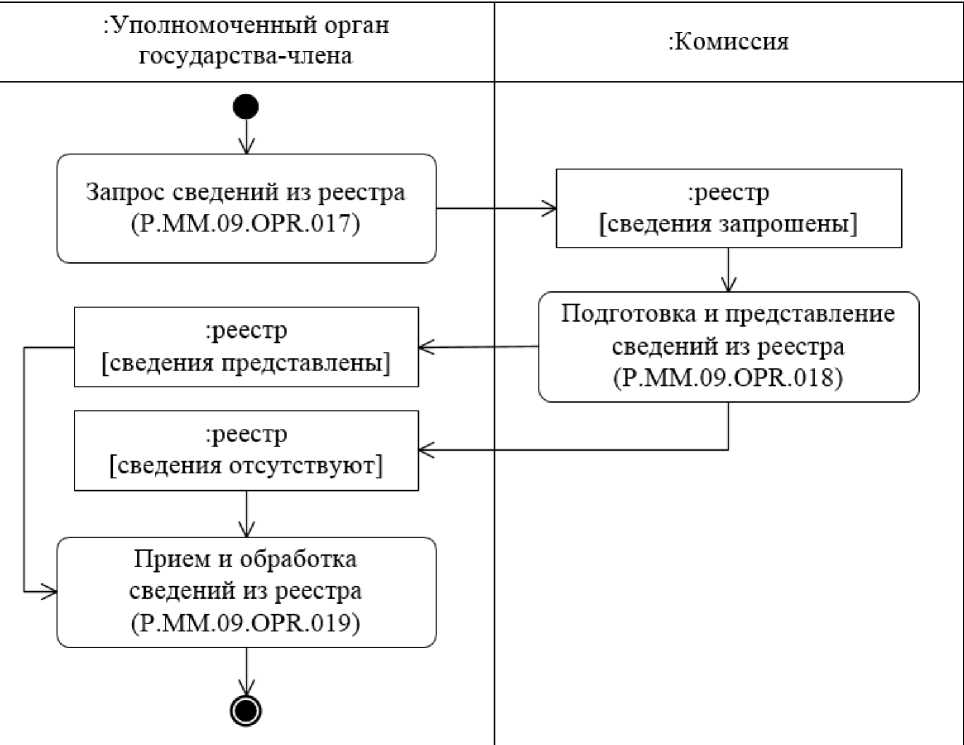 :Уполномоченный орган
государства-члена
:Комиссия
Запрос сведений из реестра
(P.MM.09.OPR.017)
:реестр
[сведения запрошены]
Подготовка и представление
сведений из реестра
(P.MM.09.OPR.018)
:реестр
[сведения представлены]
:реестр
[сведения отсутствуют]
Прием и обработка
сведений из реестра
(P.MM.09.OPR.019)